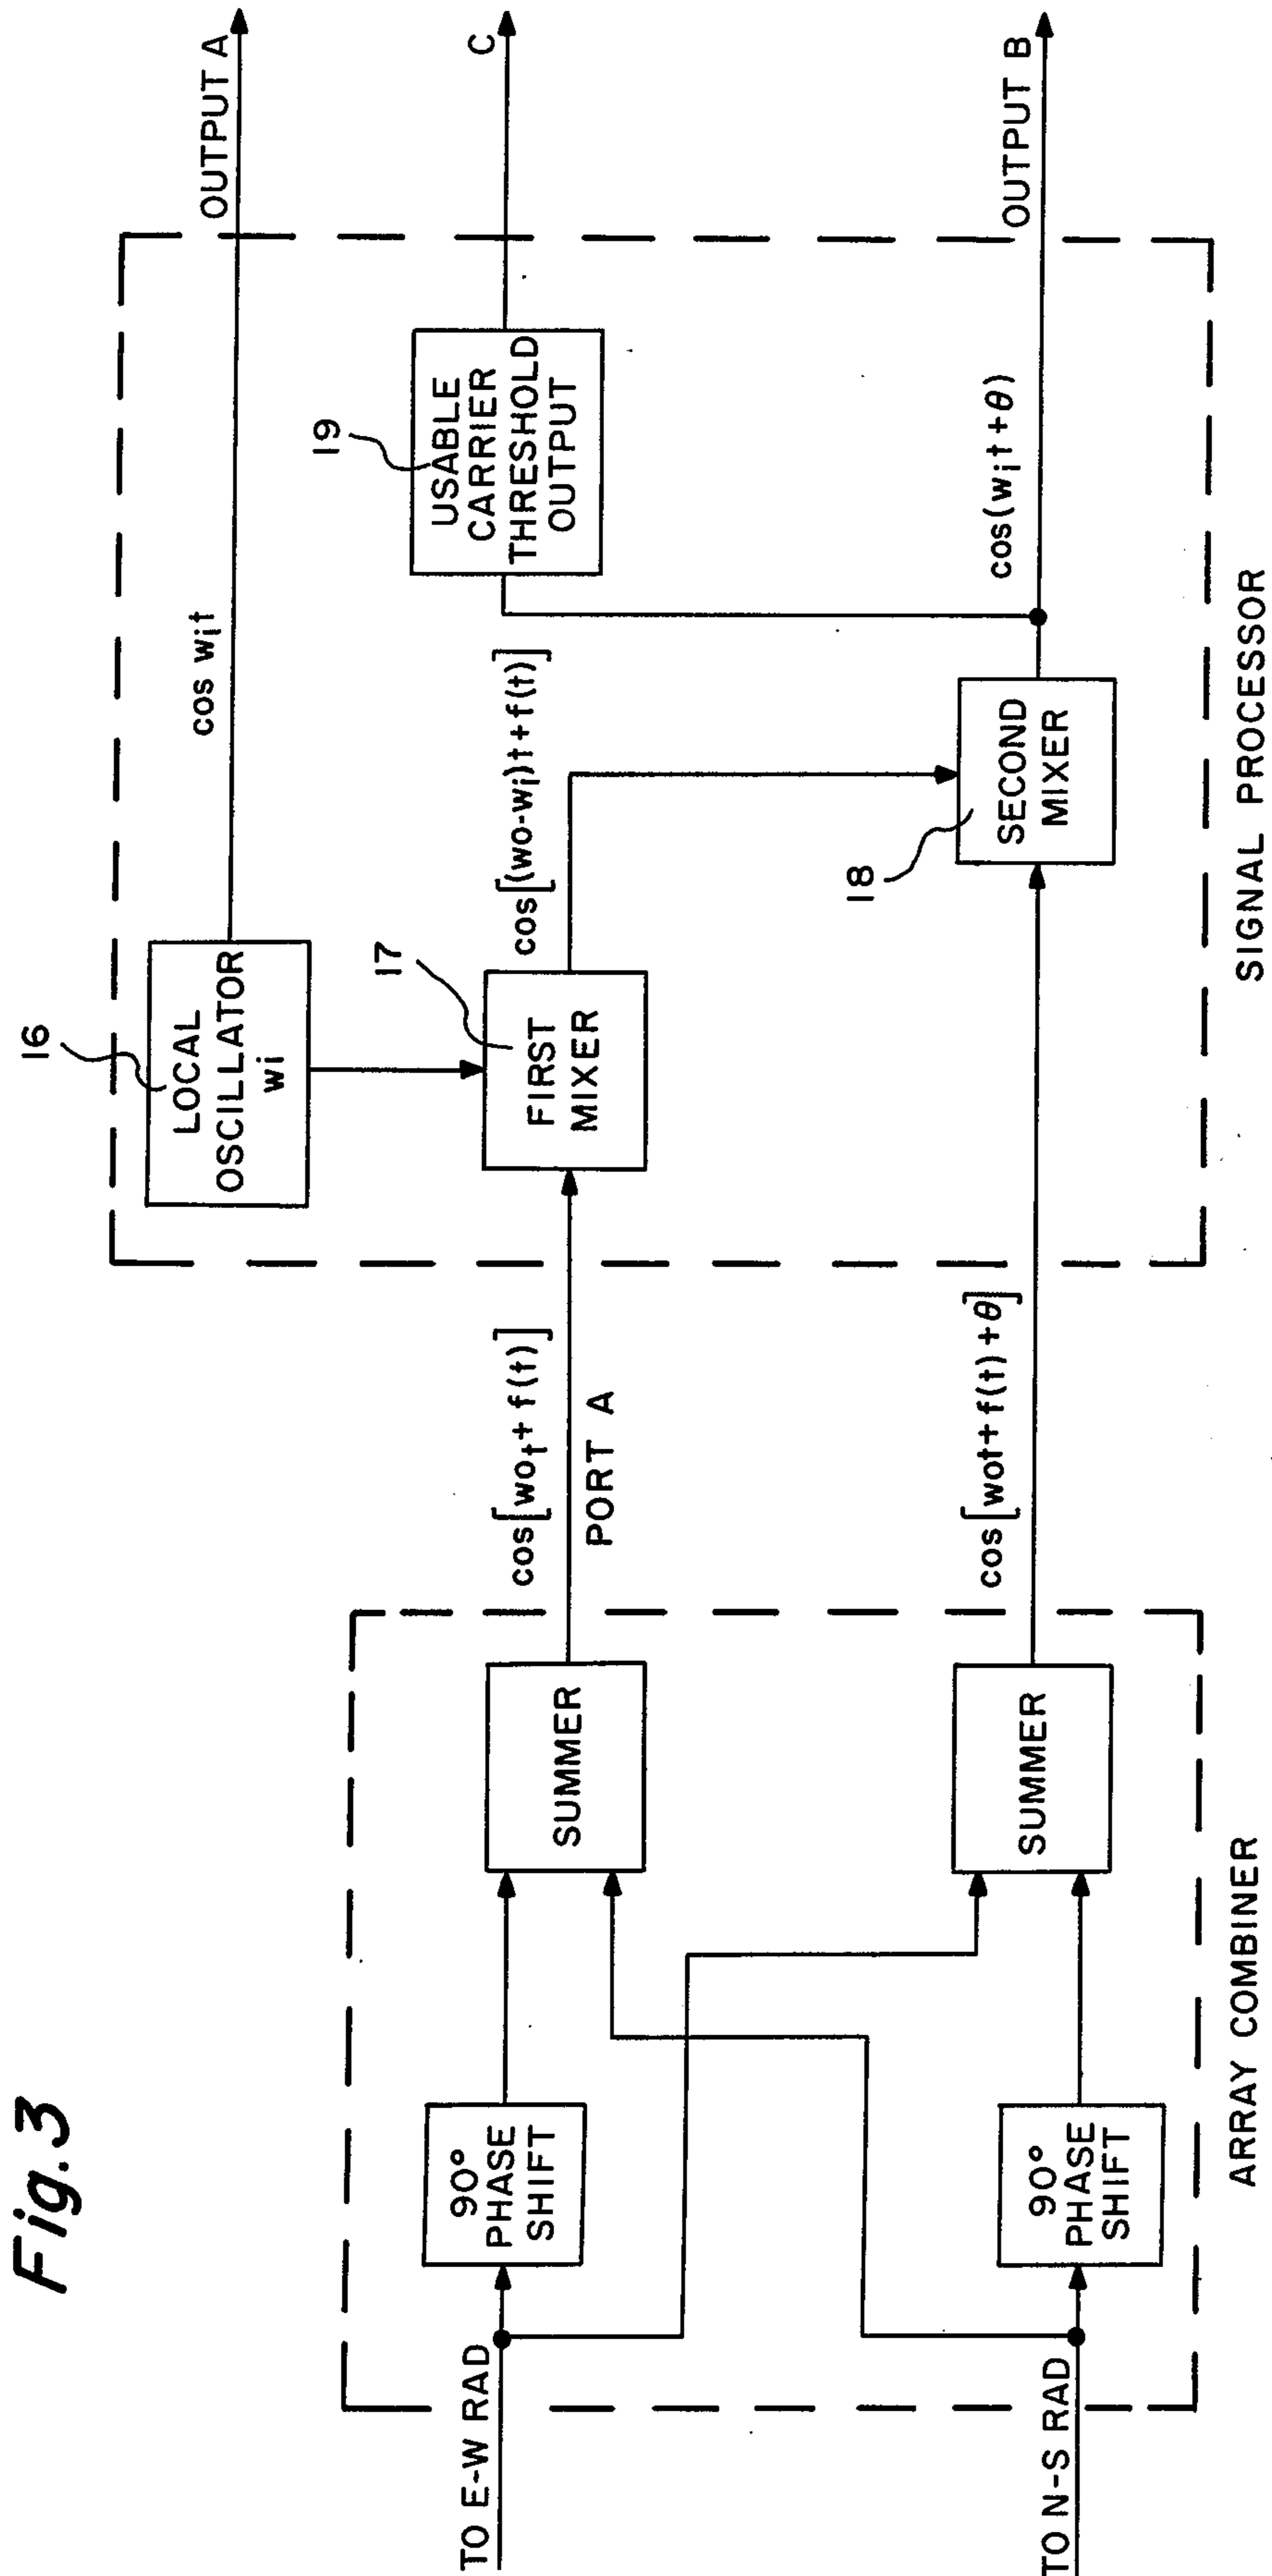 Fig.3
TO E-W RAD
TO N-S RAD
90°
PHASE
SHIFT
90°
PHASE
SHIFT
SUMMER
SUMMER
ARRAY COMBINER
cos[wot+f(t)]
PORT A
cos[wot+f(t)+θ]
16
LOCAL
OSCILLATOR
wi
17
FIRST
MIXER
cos wit
cos[(wo-wi)t+f(t)]
18
SECOND
MIXER
19
USABLE
CARRIER
THRESHOLD
OUTPUT
cos(wit+θ)
SIGNAL PROCESSOR
OUTPUT A
C
OUTPUT B